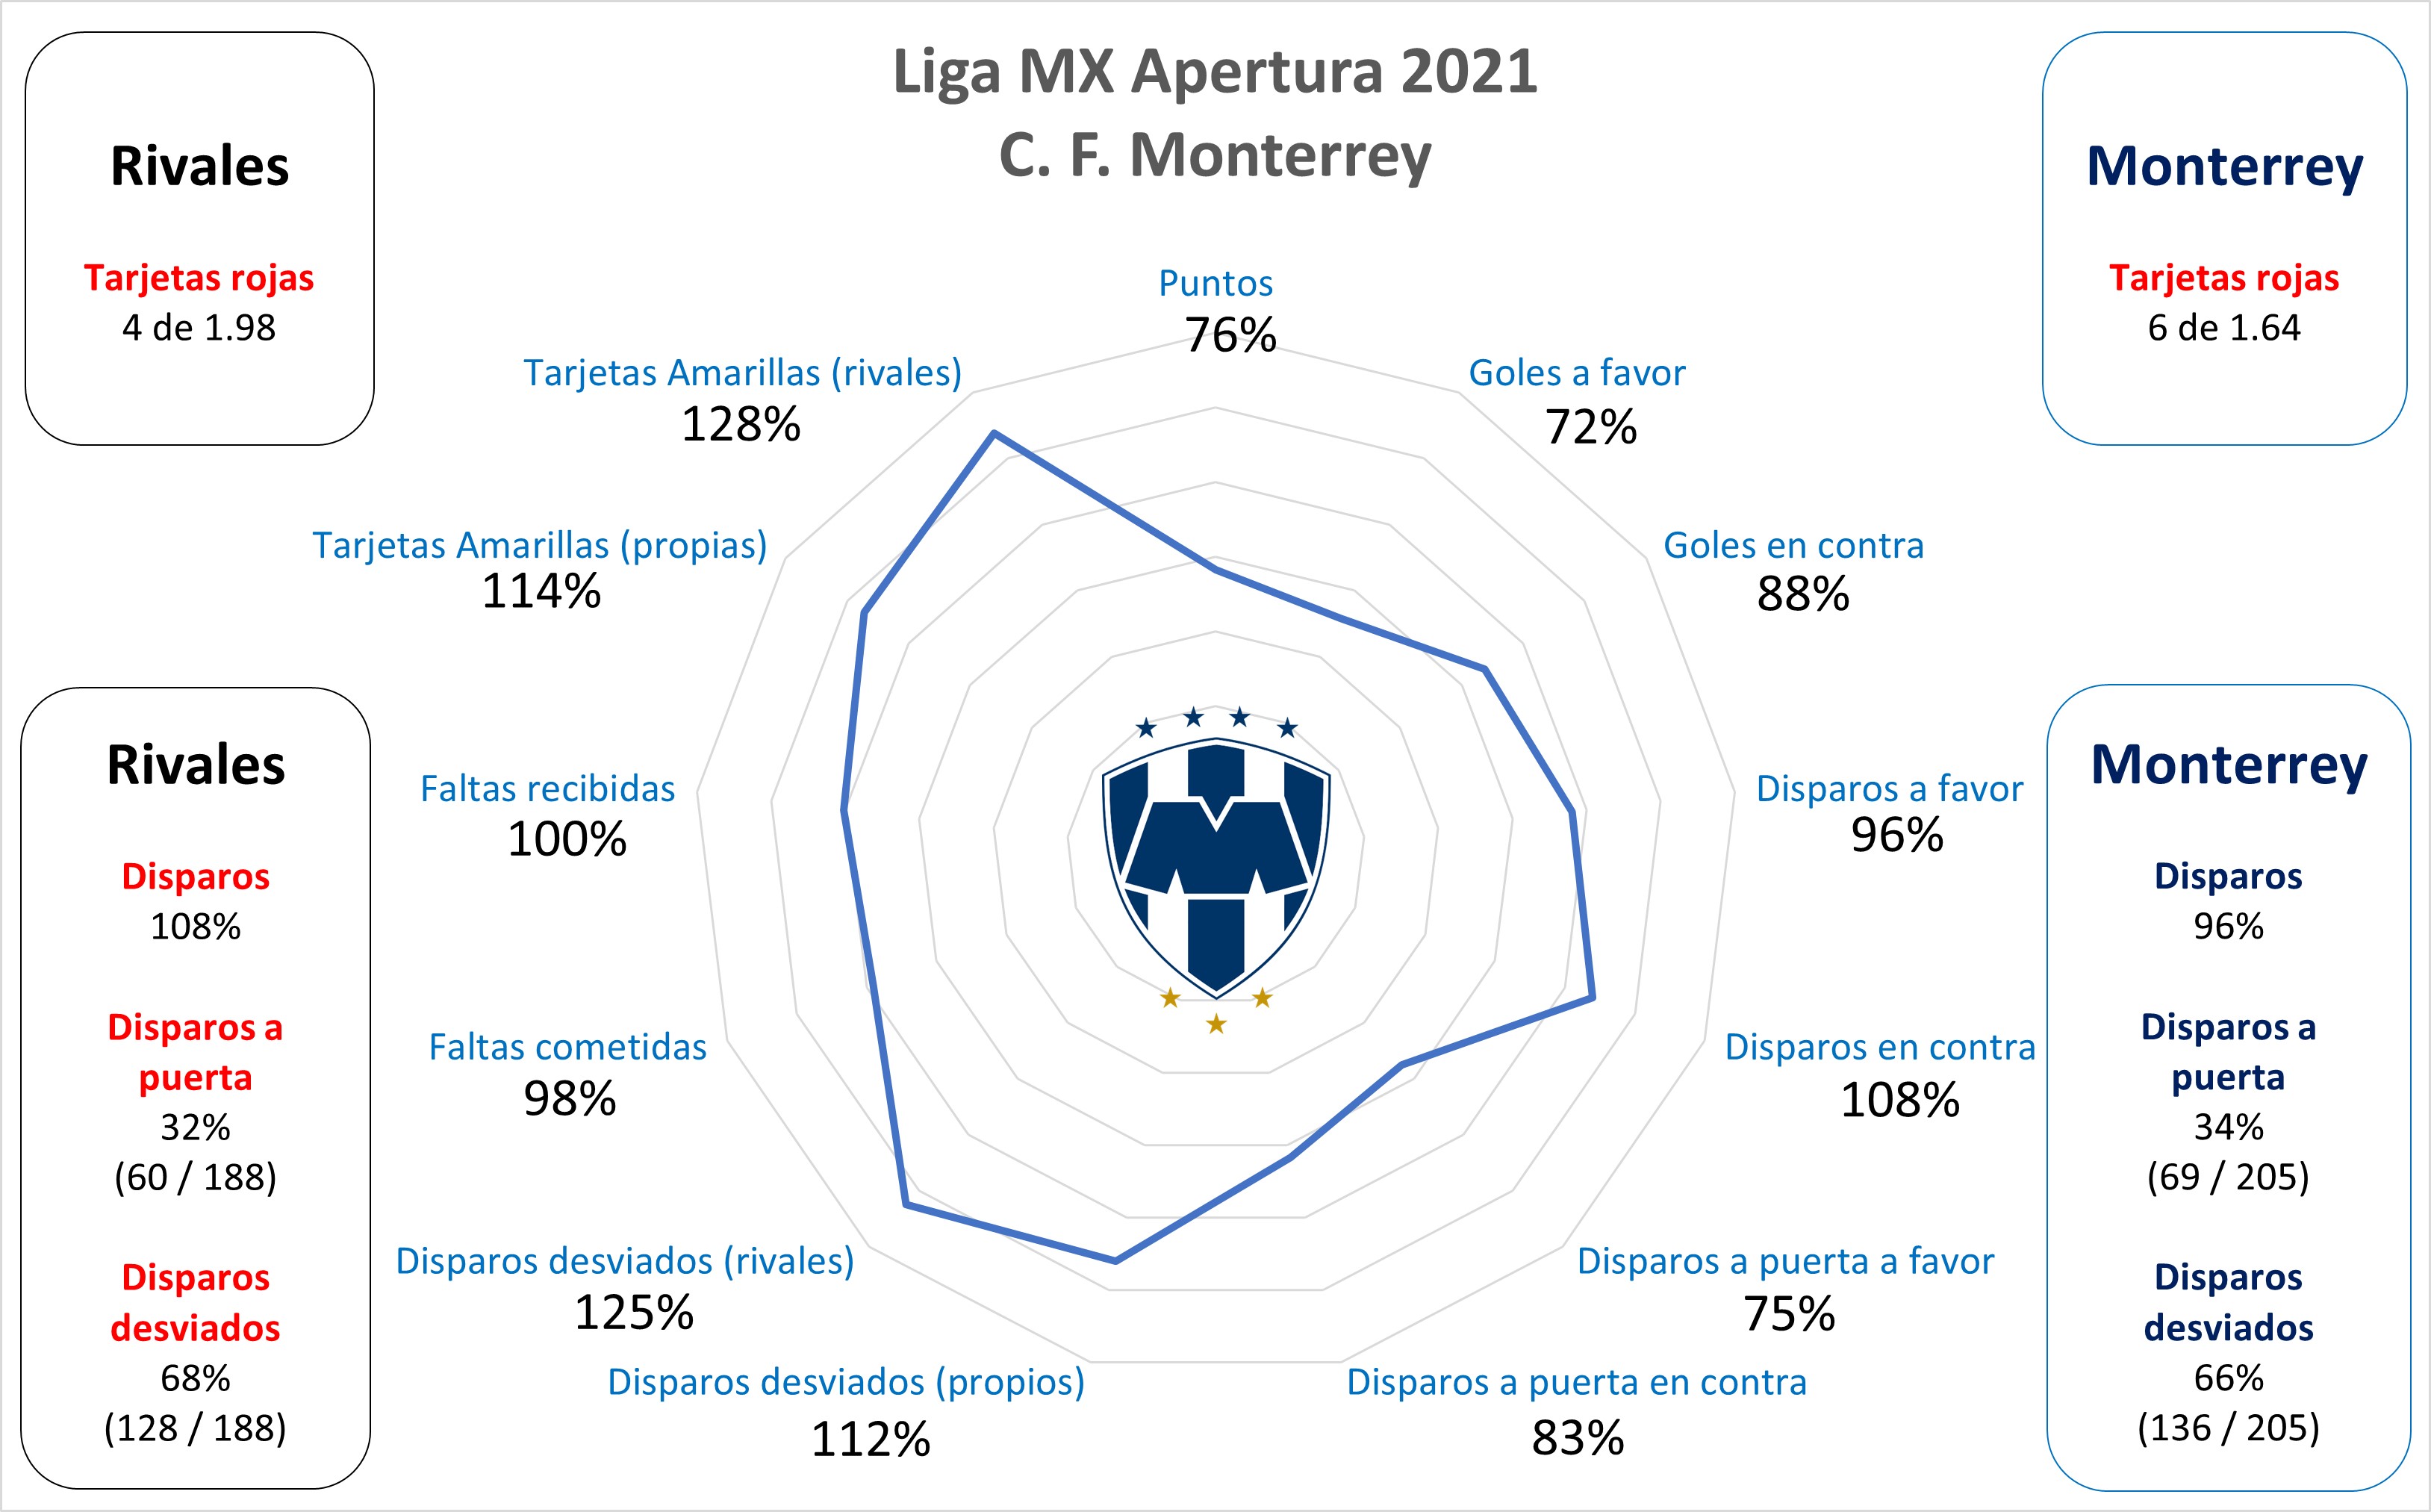 Liga MX Apertura 2021
C. F. Monterrey
Rivales
Tarjetas rojas
4 de 1.98
Monterrey
Tarjetas rojas
6 de 1.64
Puntos
76%
Goles a favor
72%
Goles en contra
88%
Disparos a favor
96%
Disparos en contra
108%
Disparos a puerta a favor
75%
Disparos a puerta en contra
83%
Disparos desviados (propios)
112%
Disparos desviados (rivales)
125%
Faltas cometidas
98%
Faltas recibidas
100%
Tarjetas Amarillas (propias)
114%
Tarjetas Amarillas (rivales)
128%
Rivales
Disparos
108%
Disparos a
puerta
32%
(60 / 188)
Disparos
desviados
68%
(128 / 188)
Monterrey
Disparos
96%
Disparos a
puerta
34%
(69 / 205)
Disparos
desviados
66%
(136 / 205)